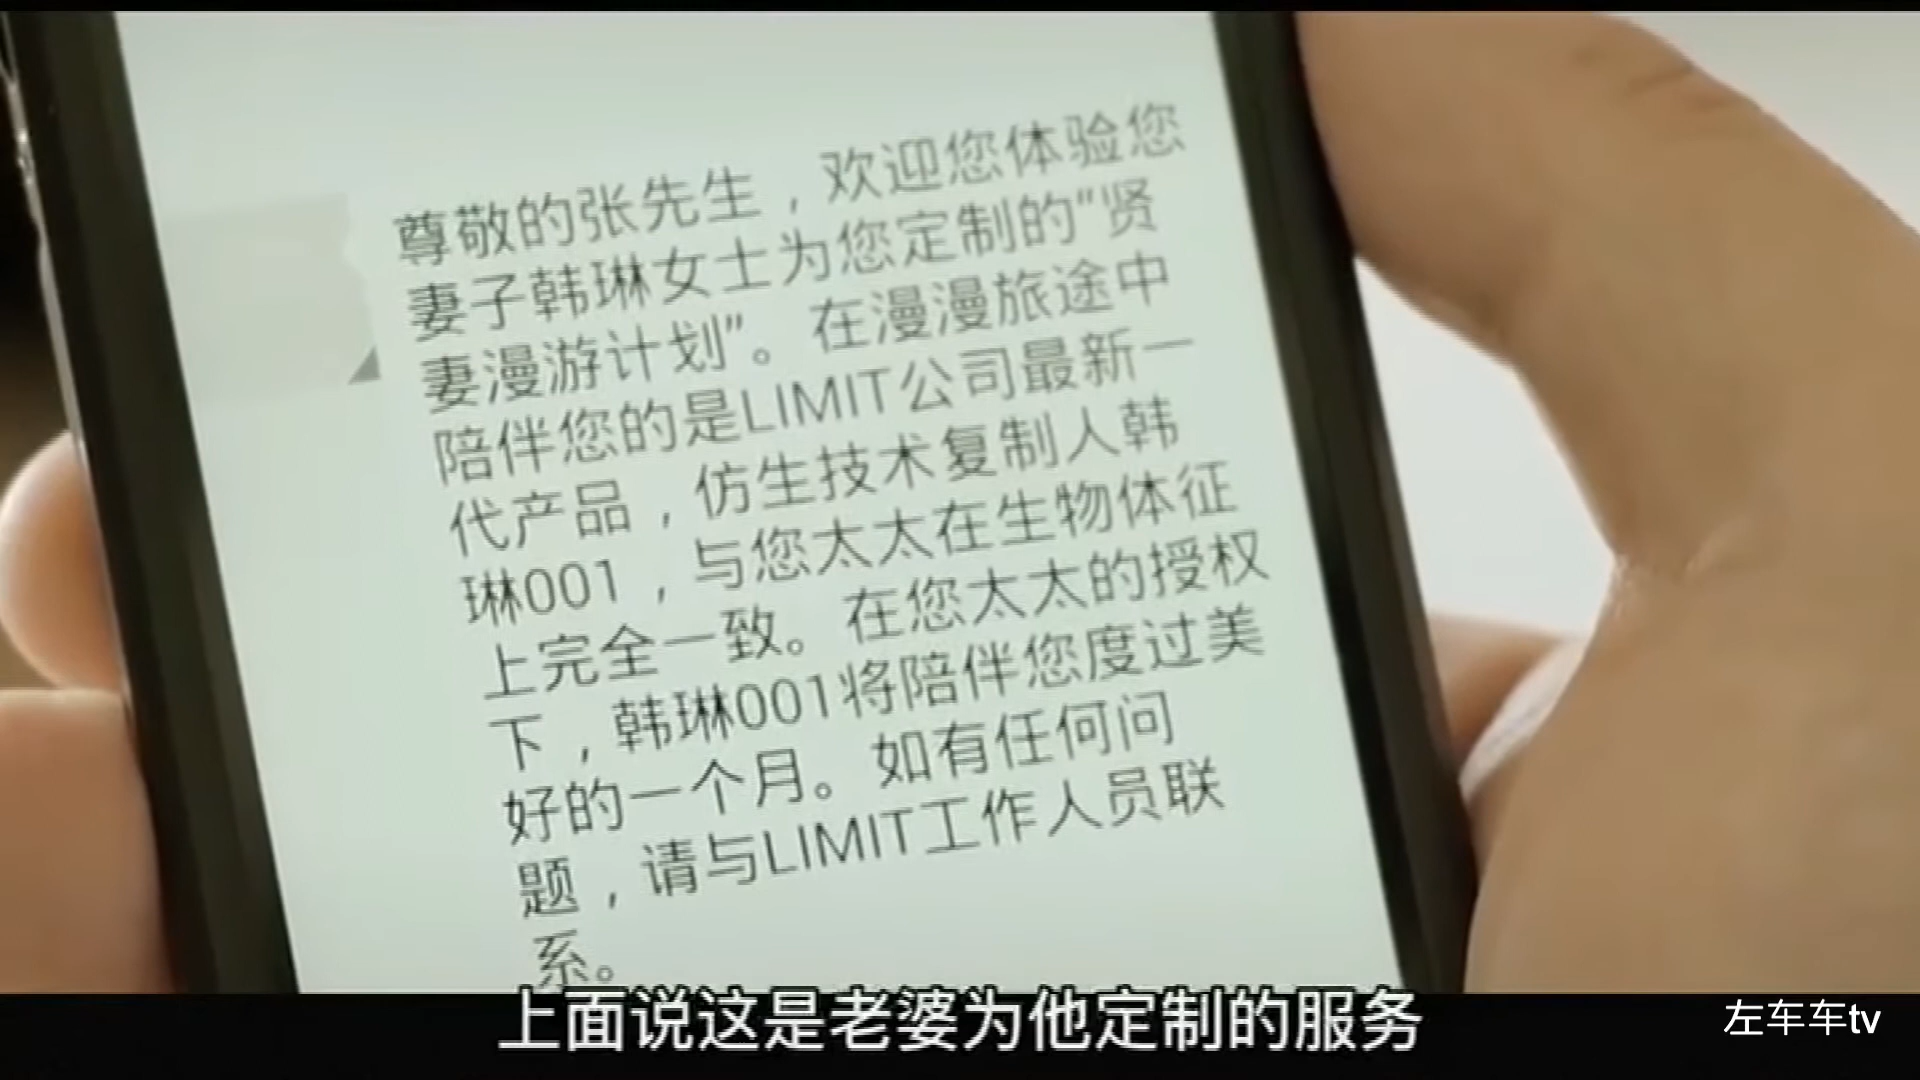 尊敬的张先生，欢迎您体验您
妻子韩琳女士为您定制的“贤
妻漫游计划”。在漫漫旅途中
陪伴您的是LIMIT公司最新一
代产品，仿生技术复制人韩
琳001，与您太太在生物体征
上完全一致。在您太太的授权
下，韩琳001将陪伴您度过美
好的一个月。如有任何问
题，请与LIMIT工作人员联
系。
上面说这是老婆为他定制的服务
左车车tv